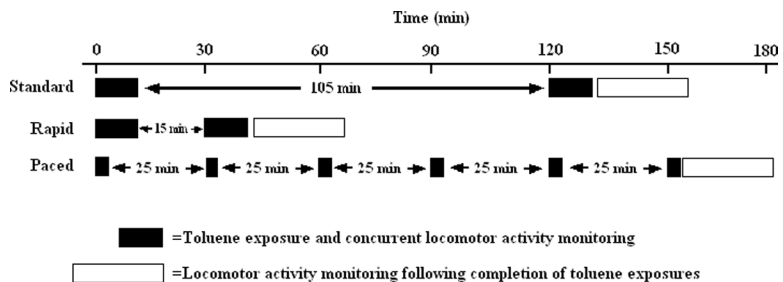 Time (min)
0 30 60 90 120 150 180
Standard 105 min
Rapid 15 min
Paced 25 min 25 min 25 min 25 min 25 min
=Toluene exposure and concurrent locomotor activity monitoring
=Locomotor activity monitoring following completion of toluene exposures